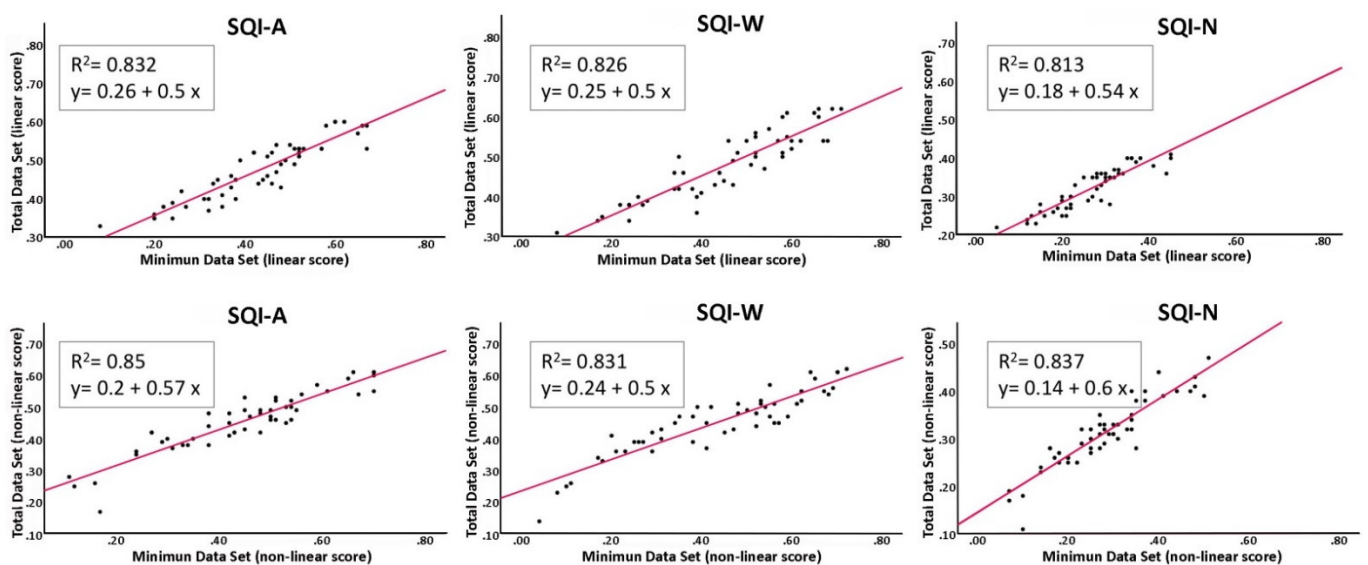 SQI-A
Total Data Set (linear score)
.80
.70
.60
.50
.40
.30
R²= 0.832
y= 0.26 + 0.5 x
.00 .20 .40 .60 .80
Minimun Data Set (linear score)
SQI-W
Total Data Set (linear score)
.80
.70
.60
.50
.40
.30
R²= 0.826
y= 0.25 + 0.5 x
.00 .20 .40 .60 .80
Minimun Data Set (linear score)
SQI-N
Total Data Set (linear score)
.70
.60
.50
.40
.30
.20
R²= 0.813
y= 0.18 + 0.54 x
.00 .20 .40 .60 .80
Minimun Data Set (linear score)
SQI-A
Total Data Set (non-linear score)
.70
.60
.50
.40
.30
.20
.10
R²= 0.85
y= 0.2 + 0.57 x
.00 .20 .40 .60 .80
Minimun Data Set (non-linear score)
SQI-W
Total Data Set (non-linear score)
.70
.60
.50
.40
.30
.20
.10
R²= 0.831
y= 0.24 + 0.5 x
.00 .20 .40 .60 .80
Minimun Data Set (non-linear score)
SQI-N
Total Data Set (non-linear score)
.50
.40
.30
.20
.10
R²= 0.837
y= 0.14 + 0.6 x
.00 .20 .40 .60 .80
Minimun Data Set (non-linear score)